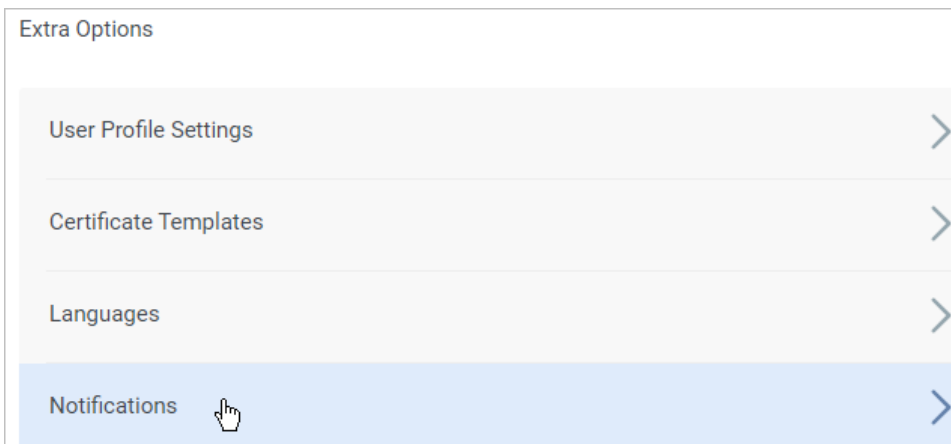 Extra Options
User Profile Settings
Certificate Templates
Languages
Notifications